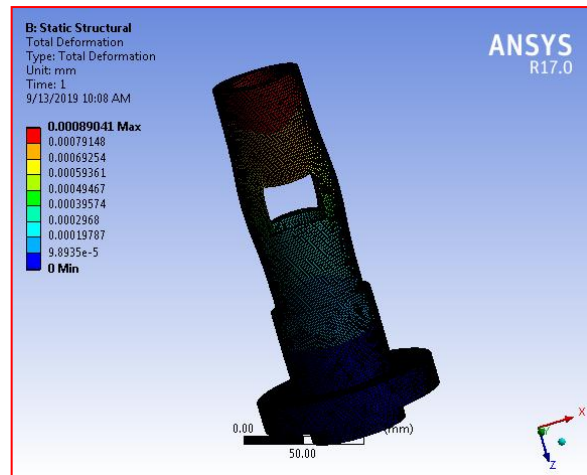 B: Static Structural
Total Deformation
Type: Total Deformation
Unit: mm
Time: 1
9/13/2019 10:08 AM
0.00089041 Max
0.00079148
0.00069254
0.00059361
0.00049467
0.00039574
0.0002968
0.00019787
9.8935e-5
0 Min
ANSYS
R17.0
0.00
(mm)
50.00
X
Y
Z